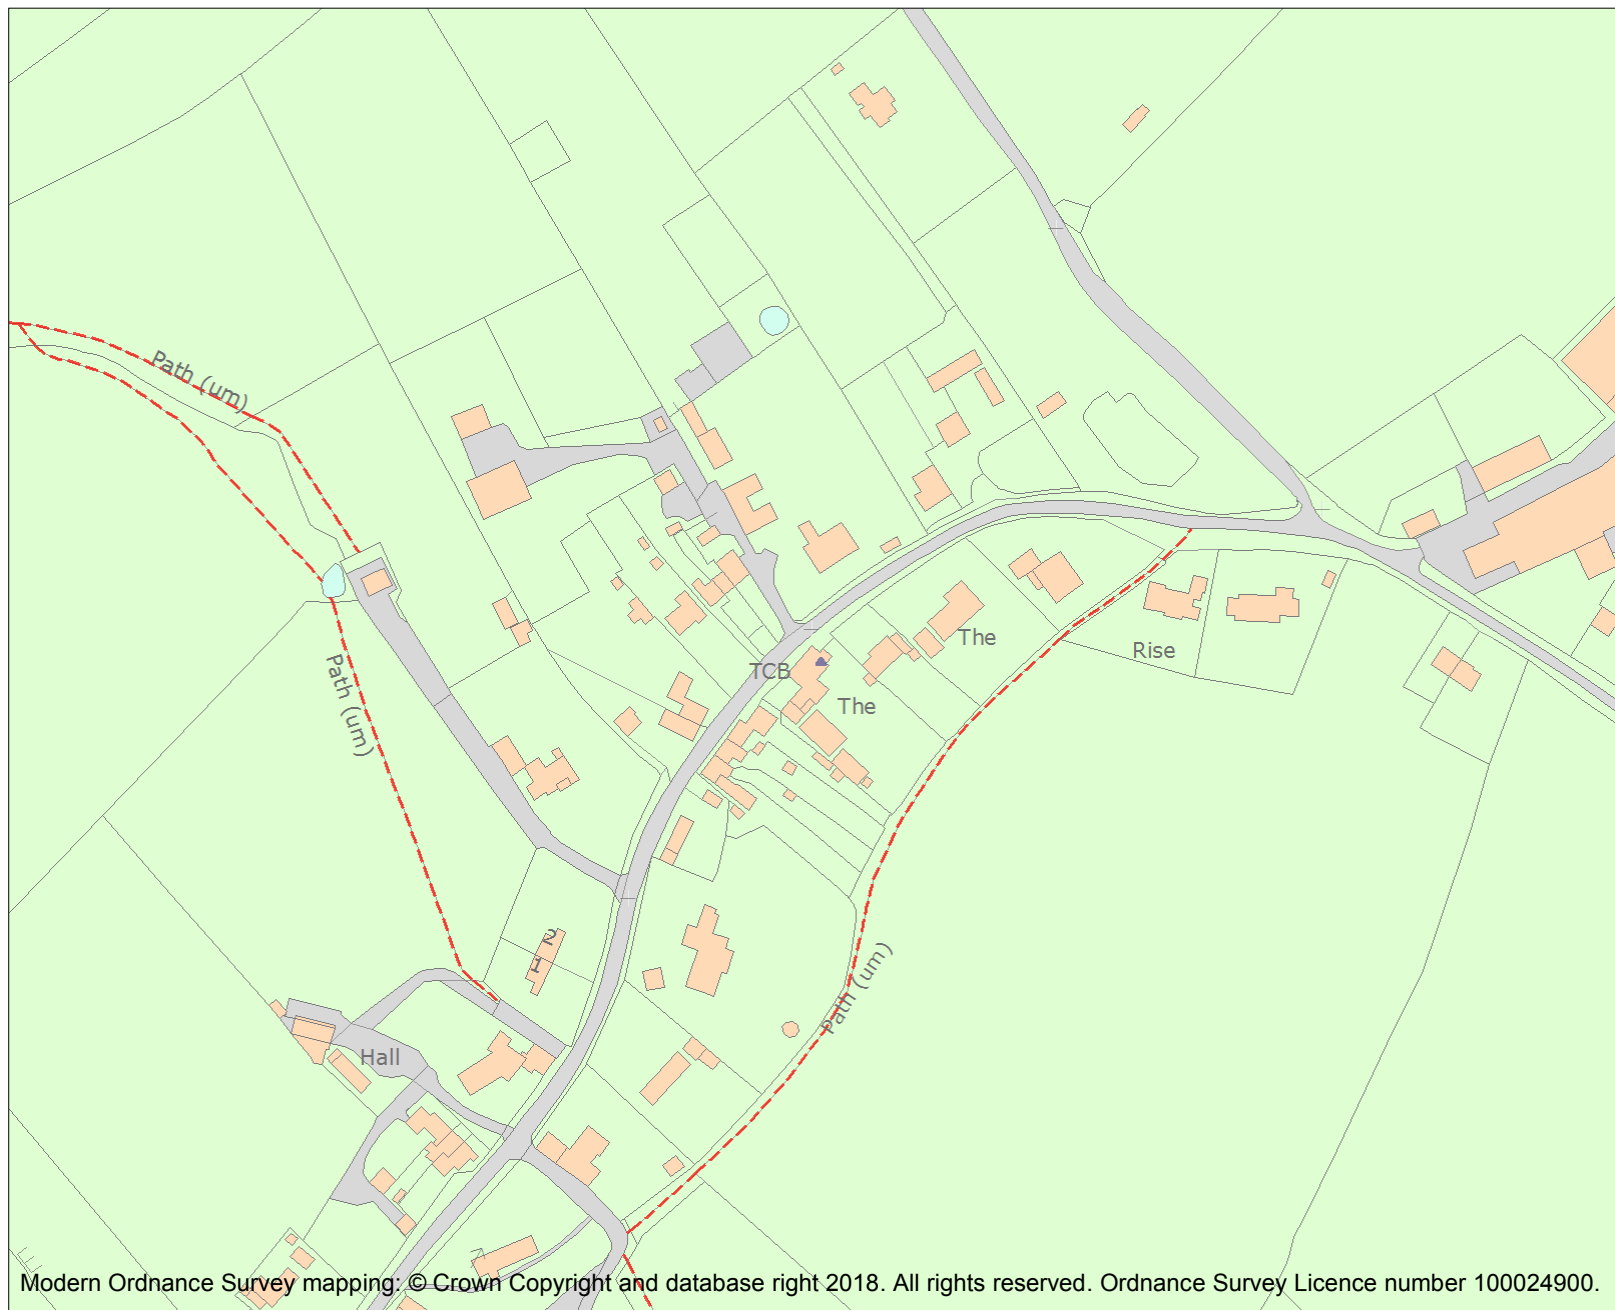 Path (um)
The
Rise
TCB
Path (um)
The
2
1
Path (um)
Hall
Modern Ordnance Survey mapping: © Crown Copyright and database right 2018. All rights reserved. Ordnance Survey Licence number 100024900.